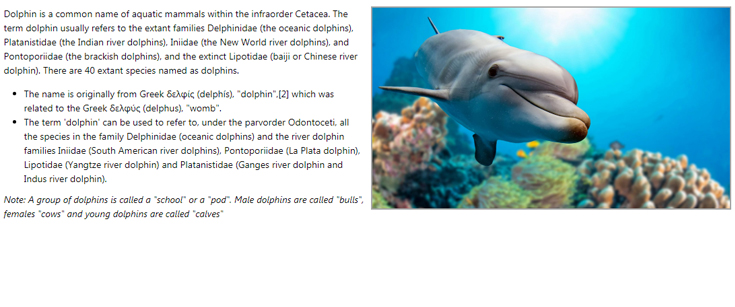 Dolphin is a common name of aquatic mammals within the infraorder Cetacea. The
term dolphin usually refers to the extant families Delphinidae (the oceanic dolphins),
Platanistidae (the Indian river dolphins), Iniidae (the New World river dolphins), and
Pontoporiidae (the brackish dolphins), and the extinct Lipotidae (baiji or Chinese river
dolphin). There are 40 extant species named as dolphins.
• The name is originally from Greek δελφίς (delphís), "dolphin",[2] which was
related to the Greek δελφύς (delphus), "womb".
• The term 'dolphin' can be used to refer to, under the parvorder Odontoceti, all
the species in the family Delphinidae (oceanic dolphins) and the river dolphin
families Iniidae (South American river dolphins), Pontoporiidae (La Plata dolphin),
Lipotidae (Yangtze river dolphin) and Platanistidae (Ganges river dolphin and
Indus river dolphin).
Note: A group of dolphins is called a "school" or a "pod". Male dolphins are called "bulls",
females "cows" and young dolphins are called "calves"